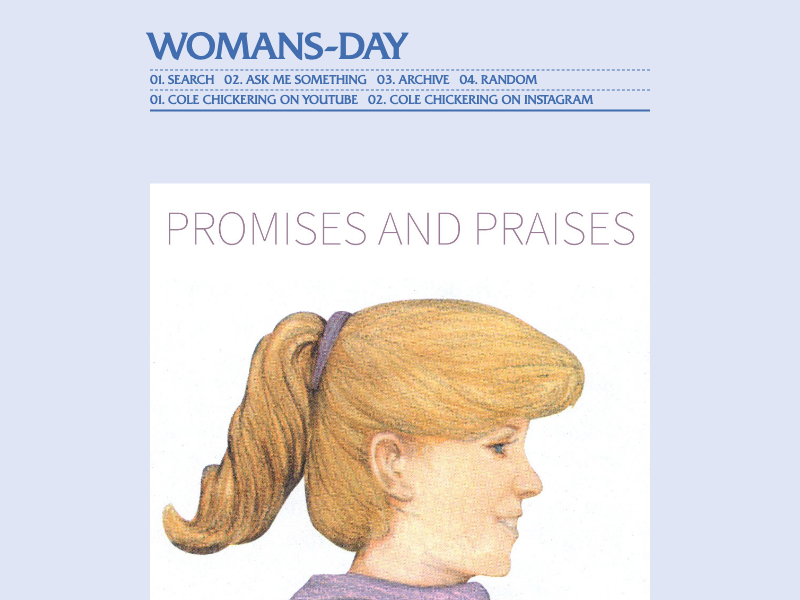 WOMANS-DAY
01. SEARCH 02. ASK ME SOMETHING 03. ARCHIVE 04. RANDOM
01. COLE CHICKERING ON YOUTUBE 02. COLE CHICKERING ON INSTAGRAM
PROMISES AND PRAISES